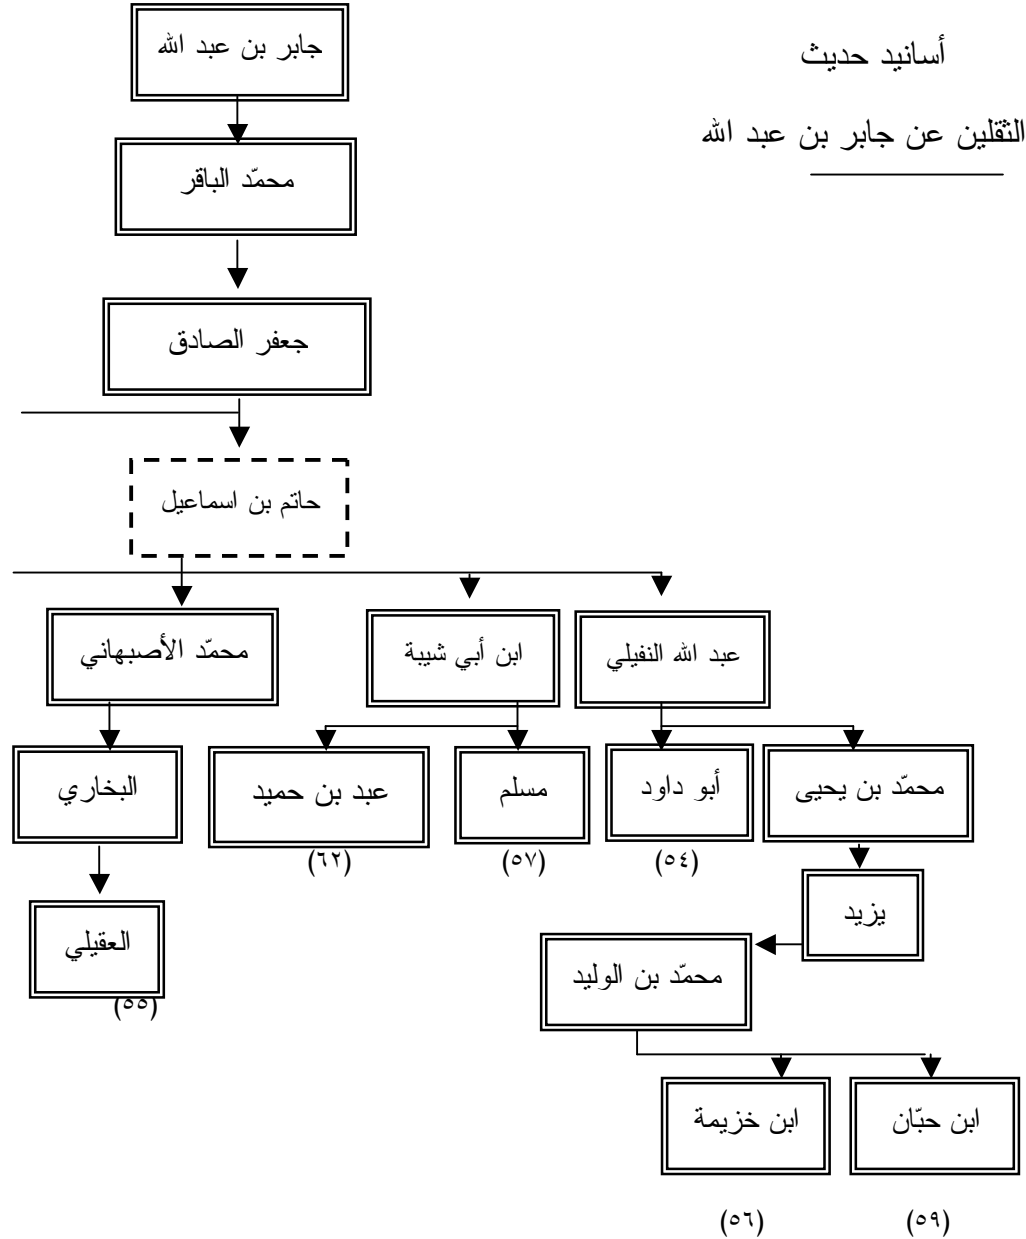 أسانيد حديث
الثقلين عن جابر بن عبد الله
جابر بن عبد الله
محمّد الباقر
جعفر الصادق
حاتم بن اسماعيل
عبد الله النفيلي
ابن أبي شيبة
محمّد الأصبهاني
محمّد بن يحيى
أبو داود
مسلم
عبد بن حميد
البخاري
(٥٤)
(٥٧)
(٦٢)
يزيد
العقيلي
محمّد بن الوليد
(٥٥)
ابن حبّان
ابن خزيمة
(٥٩)
(٥٦)